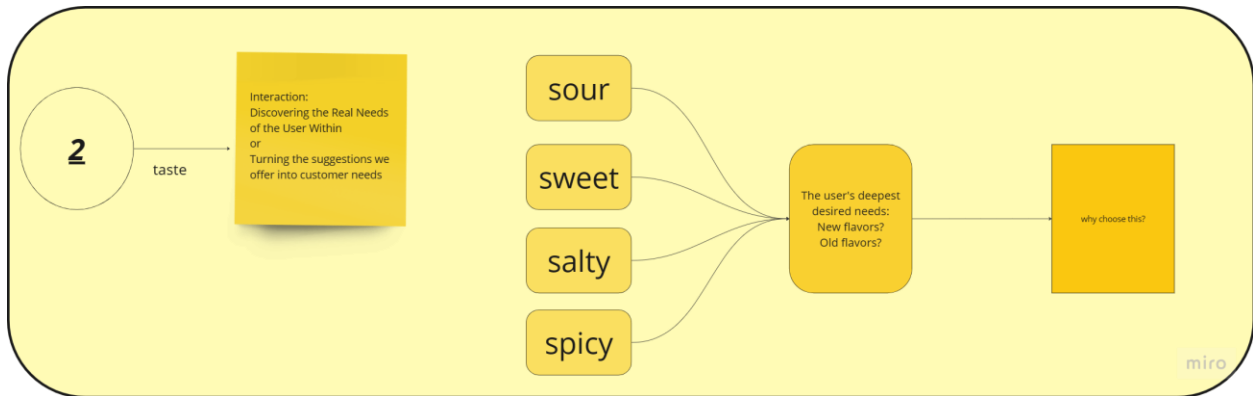 2
taste
Interaction:
Discovering the Real Needs
of the User Within
or
Turning the suggestions we
offer into customer needs
sour
sweet
salty
spicy
The user's deepest
desired needs:
New flavors?
Old flavors?
why choose this?
miro